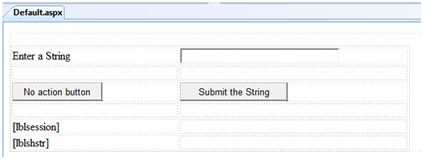 Default.aspx
Enter a String
No action button Submit the String
[lblsession]
[lblshstr]